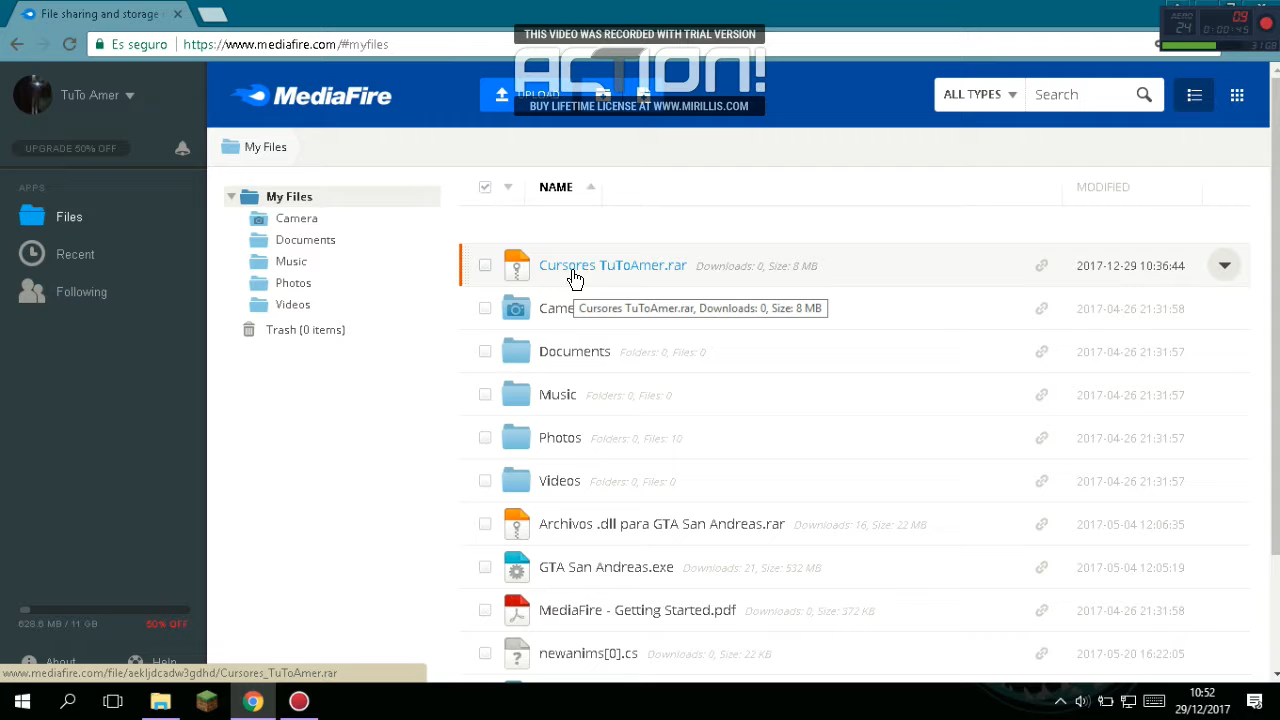 File sharing and storage
THIS VIDEO WAS RECORDED WITH TRIAL VERSION
ACTION!
BUY LIFETIME LICENSE AT WWW.MIRILLIS.COM
24
09
0:00:45
Es seguro https://www.mediafire.com/#myfiles
TuTo Amer
MediaFire
UPLOAD
ALL TYPES
Search
UPGRADE 50% OFF
My Files
APPS
Files
Recent
Following
My Files
Camera
Documents
Music
Photos
Videos
Trash [0 items]
NAME MODIFIED
Cursores TuToAmer.rar Downloads: 0, Size: 8 MB 2017-12-29 10:36:44
Came 2017-04-26 21:31:58
Cursores TuToAmer.rar, Downloads: 0, Size: 8 MB
Documents Folders: 0, Files: 0 2017-04-26 21:31:57
Music Folders: 0, Files: 0 2017-04-26 21:31:57
Photos Folders: 0, Files: 10 2017-04-26 21:31:57
Videos Folders: 0, Files: 0 2017-04-26 21:31:57
Archivos .dll para GTA San Andreas.rar Downloads: 16, Size: 22 MB 2017-05-04 12:06:35
GTA San Andreas.exe Downloads: 21, Size: 532 MB 2017-05-04 12:05:19
MediaFire - Getting Started.pdf Downloads: 0, Size: 372 KB 2017-04-26 21:31:58
newanims[0].cs Downloads: 0, Size: 22 KB 2017-05-20 16:22:05
628.6 MB / 11 GB 50% OFF
About Help
www.mediafire.com/file/aekljdcadw3gdhd/Cursores_TuToAmer.rar
10:52
29/12/2017